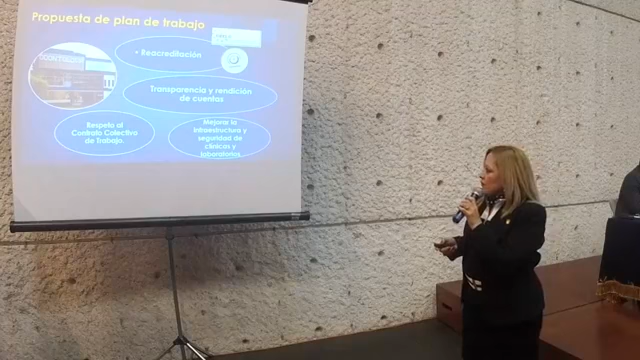 Propuesta de plan de trabajo
• Reacreditación
Transparencia y rendición
de cuentas
Respeto al
Contrato Colectivo
de Trabajo.
Mejorar la
infraestructura y
seguridad de
clínicas y
laboratorios